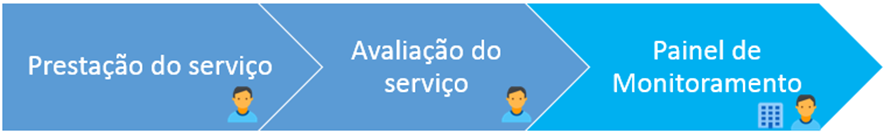 Prestação do serviço
Avaliação do
serviço
Painel de
Monitoramento